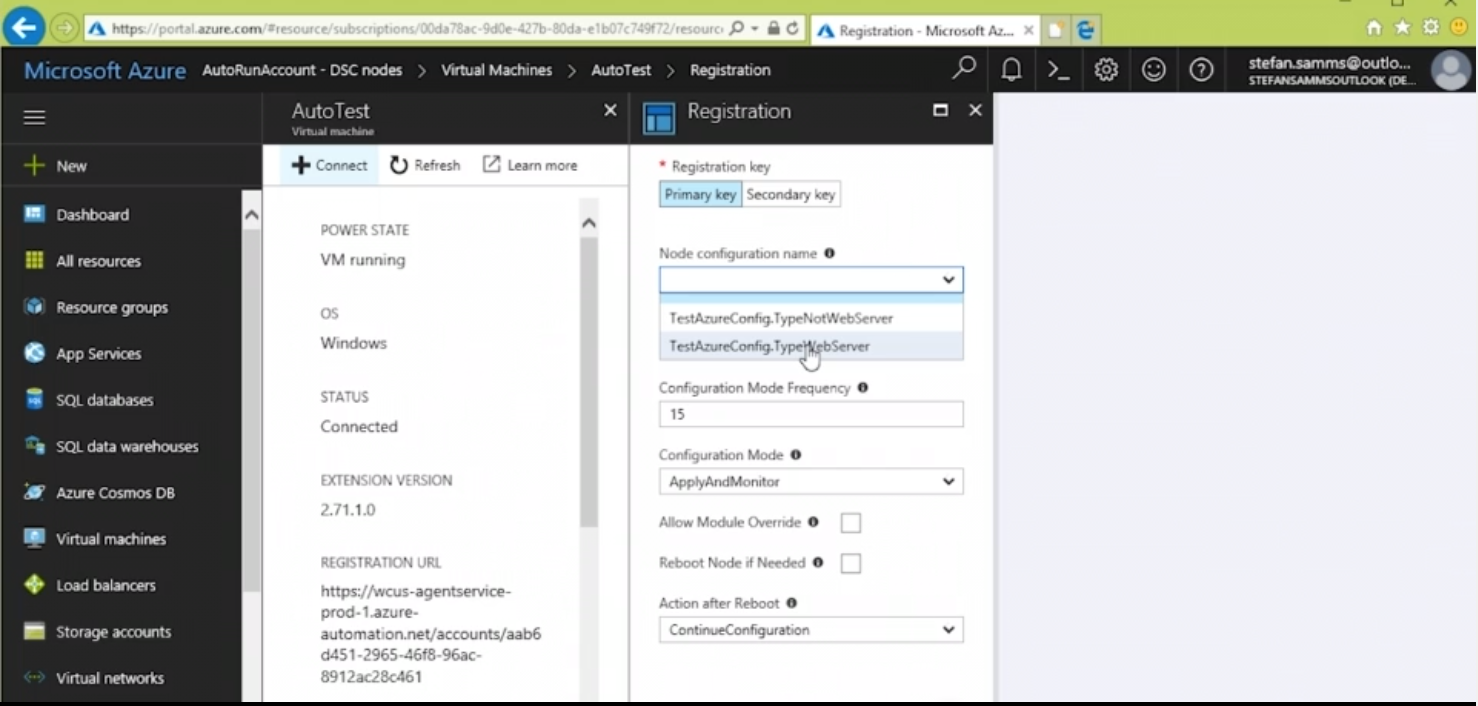 https://portal.azure.com/#resource/subscriptions/00da78ac-9d0e-427b-80da-e1b07c749f72/resourc
Registration - Microsoft Az...
Microsoft Azure
AutoRunAccount - DSC nodes > Virtual Machines > AutoTest > Registration
stefan.samms@outlo...
STEFANSAMMSOUTLOOK (DE...
New
Dashboard
All resources
Resource groups
App Services
SQL databases
SQL data warehouses
Azure Cosmos DB
Virtual machines
Load balancers
Storage accounts
Virtual networks
AutoTest
Virtual machine
Connect Refresh Learn more
POWER STATE
VM running
OS
Windows
STATUS
Connected
EXTENSION VERSION
2.71.1.0
REGISTRATION URL
https://wcus-agentservice-
prod-1.azure-
automation.net/accounts/aab6
d451-2965-46f8-96ac-
8912ac28c461
Registration
* Registration key
Primary key Secondary key
Node configuration name
TestAzureConfig.TypeNotWebServer
TestAzureConfig.TypeWebServer
Configuration Mode Frequency
15
Configuration Mode
ApplyAndMonitor
Allow Module Override
Reboot Node if Needed
Action after Reboot
ContinueConfiguration